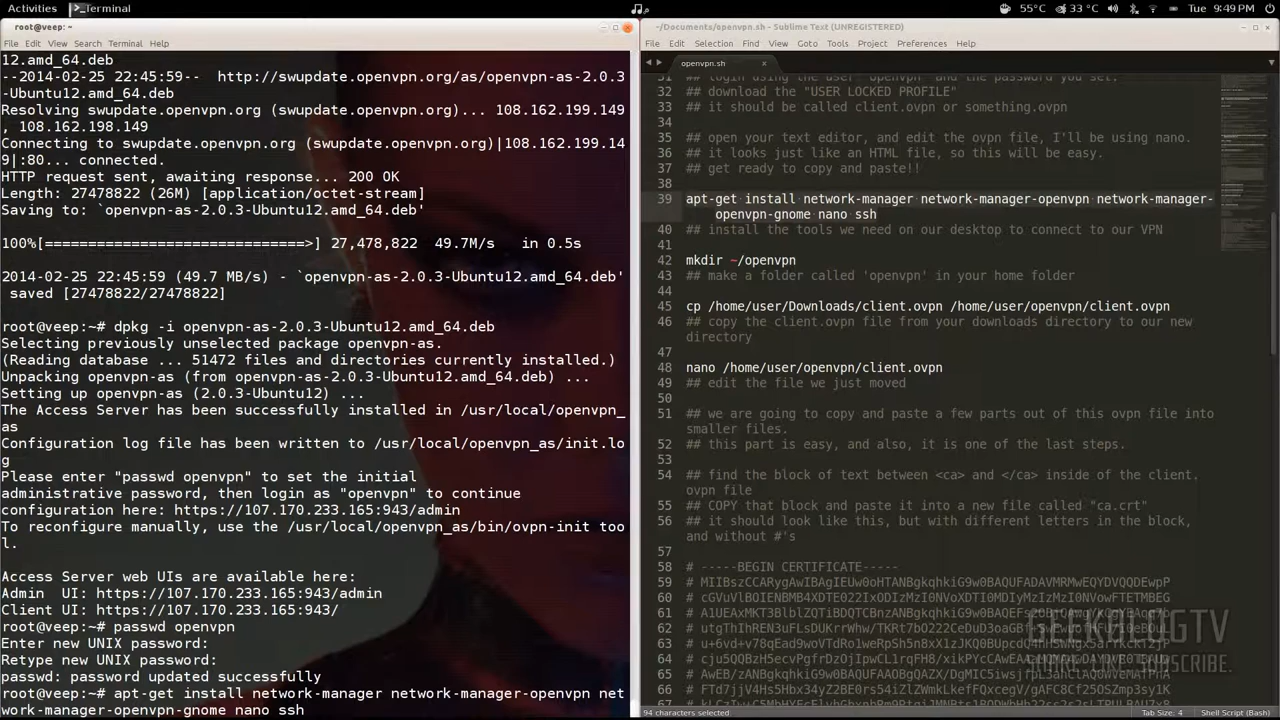 Activities
Terminal
55°C
33 °C
Tue 9:49 PM
root@veep: ~
File Edit View Search Terminal Help
12.amd_64.deb
--2014-02-25 22:45:59-- http://swupdate.openvpn.org/as/openvpn-as-2.0.3
-Ubuntu12.amd_64.deb
Resolving swupdate.openvpn.org (swupdate.openvpn.org)... 108.162.199.149
, 108.162.198.149
Connecting to swupdate.openvpn.org (swupdate.openvpn.org)|108.162.199.14
9|:80... connected.
HTTP request sent, awaiting response... 200 OK
Length: 27478822 (26M) [application/octet-stream]
Saving to: `openvpn-as-2.0.3-Ubuntu12.amd_64.deb'
100%[==============================>] 27,478,822 49.7M/s in 0.5s
2014-02-25 22:45:59 (49.7 MB/s) - `openvpn-as-2.0.3-Ubuntu12.amd_64.deb'
saved [27478822/27478822]
root@veep:~# dpkg -i openvpn-as-2.0.3-Ubuntu12.amd_64.deb
Selecting previously unselected package openvpn-as.
(Reading database ... 51472 files and directories currently installed.)
Unpacking openvpn-as (from openvpn-as-2.0.3-Ubuntu12.amd_64.deb) ...
Setting up openvpn-as (2.0.3-Ubuntu12) ...
The Access Server has been successfully installed in /usr/local/openvpn_
as
Configuration log file has been written to /usr/local/openvpn_as/init.lo
g
Please enter "passwd openvpn" to set the initial
administrative password, then login as "openvpn" to continue
configuration here: https://107.170.233.165:943/admin
To reconfigure manually, use the /usr/local/openvpn_as/bin/ovpn-init too
l.
Access Server web UIs are available here:
Admin UI: https://107.170.233.165:943/admin
Client UI: https://107.170.233.165:943/
root@veep:~# passwd openvpn
Enter new UNIX password:
Retype new UNIX password:
passwd: password updated successfully
root@veep:~# apt-get install network-manager network-manager-openvpn net
work-manager-openvpn-gnome nano ssh
~/Documents/openvpn.sh - Sublime Text (UNREGISTERED)
File Edit Selection Find View Goto Tools Project Preferences Help
openvpn.sh
31 ## login using the user "openvpn" and the password you set.
32 ## download the "USER LOCKED PROFILE"
33 ## it should be called client.ovpn or something.ovpn
34
35 ## open your text editor, and edit the ovpn file, I'll be using nano.
36 ## it looks just like an HTML file, so this will be easy.
37 ## get ready to copy and paste!!
38
39 apt-get install network-manager network-manager-openvpn network-manager-
openvpn-gnome nano ssh
40 ## install the tools we need on our desktop to connect to our VPN
41
42 mkdir ~/openvpn
43 ## make a folder called 'openvpn' in your home folder
44
45 cp /home/user/Downloads/client.ovpn /home/user/openvpn/client.ovpn
46 ## copy the client.ovpn file from your downloads directory to our new
directory
47
48 nano /home/user/openvpn/client.ovpn
49 ## edit the file we just moved
50
51 ## we are going to copy and paste a few parts out of this ovpn file into
smaller files.
52 ## this part is easy, and also, it is one of the last steps.
53
54 ## find the block of text between <ca> and </ca> inside of the client.
ovpn file
55 ## COPY that block and paste it into a new file called "ca.crt"
56 ## it should look like this, but with different letters in the block,
and without #'s
57
58 # -----BEGIN CERTIFICATE-----
59
60
61
62
63
64
65
66
67
GEEKBLOGTV
SUBSCRIBE.
94 characters selected
Tab Size: 4
Shell Script (Bash)